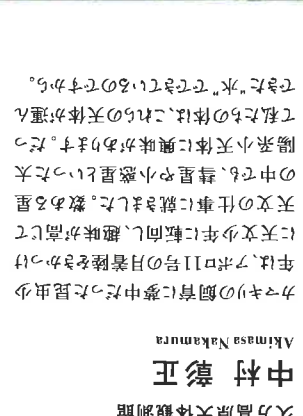 久万高原天体観測館
中村 彰正
Akimasa Nakamura
カマキリの飼育に夢中だった昆虫少
年は、アポロ11号の月着陸をきっかけ
に天文少年に転向し、趣味が高じて
天文の仕事に就きました。数ある星
の中でも、彗星や小惑星といった太
陽系小天体に興味があります。だっ
て私たちの体は、これらの天体が運ん
できた“水”でできているのですから。